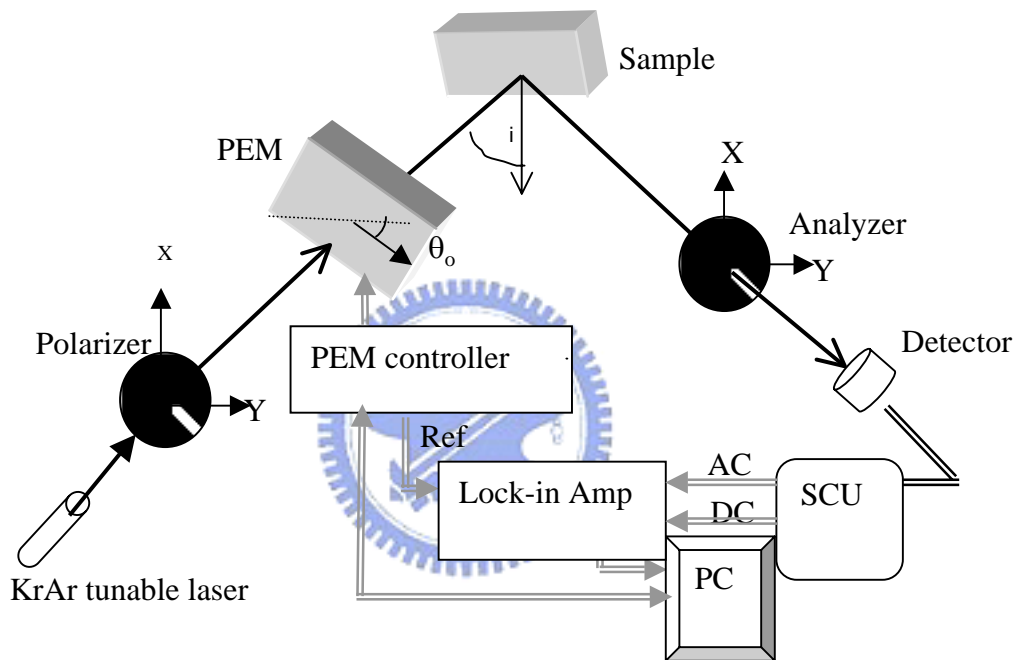 Sample
i
PEM
θo
X
Analyzer
Y
x
Polarizer
Y
Detector
PEM controller
Ref
Lock-in Amp
AC
DC
SCU
PC
KrAr tunable laser